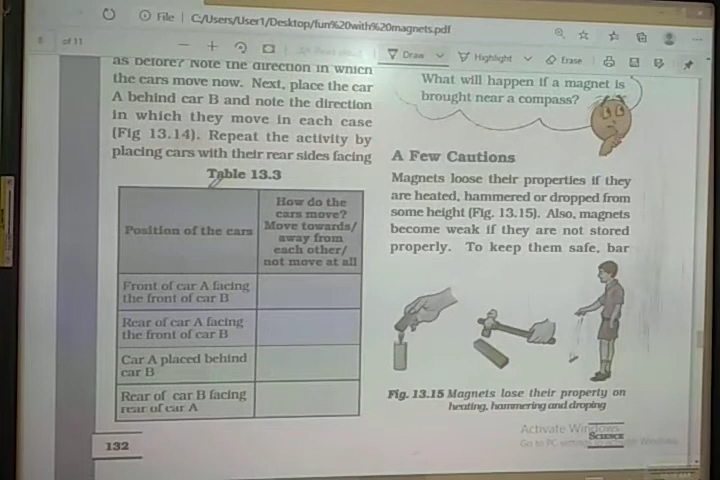 File | C:/Users/User1/Desktop/fun%20with%20magnets.pdf
8 of 11
Draw Highlight Erase
as before? Note the direction in which
the cars move now. Next, place the car
A behind car B and note the direction
in which they move in each case
(Fig 13.14). Repeat the activity by
placing cars with their rear sides facing
Table 13.3
Position of the cars
How do the
cars move?
Move towards/
away from
each other/
not move at all
Front of car A facing
the front of car B
Rear of car A facing
the front of car B
Car A placed behind
car B
Rear of car B facing
rear of car A
132
What will happen if a magnet is
brought near a compass?
A Few Cautions
Magnets loose their properties if they
are heated, hammered or dropped from
some height (Fig. 13.15). Also, magnets
become weak if they are not stored
properly. To keep them safe, bar
Fig. 13.15 Magnets lose their property on
heating, hammering and droping
Activate Windows
Go to PC settings to activate Windows.
SCIENCE